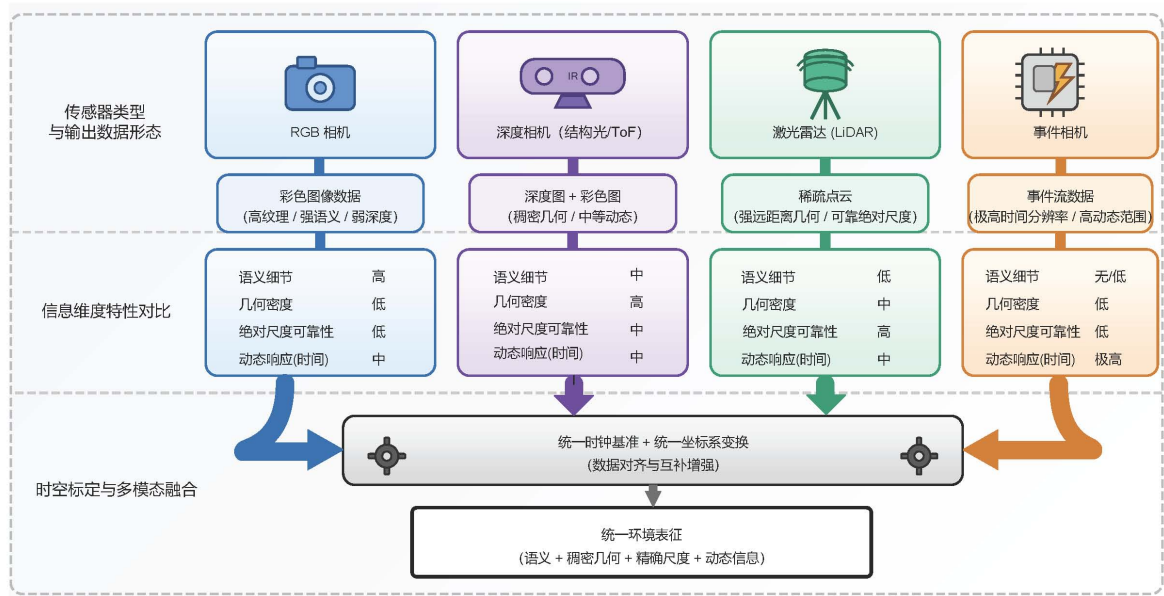 传感器类型
与输出数据形态
RGB 相机
IR
深度相机（结构光/ToF）
激光雷达 (LiDAR)
事件相机
彩色图像数据
(高纹理 / 强语义 / 弱深度)
深度图 + 彩色图
(稠密几何 / 中等动态)
稀疏点云
(强远距离几何 / 可靠绝对尺度)
事件流数据
(极高时间分辨率 / 高动态范围)
信息维度特性对比
语义细节 高
几何密度 低
绝对尺度可靠性 低
动态响应(时间) 中
语义细节 中
几何密度 高
绝对尺度可靠性 中
动态响应(时间) 中
语义细节 低
几何密度 中
绝对尺度可靠性 高
动态响应(时间) 中
语义细节 无/低
几何密度 低
绝对尺度可靠性 低
动态响应(时间) 极高
时空标定与多模态融合
统一时钟基准 + 统一坐标系变换
(数据对齐与互补增强)
统一环境表征
(语义 + 稠密几何 + 精确尺度 + 动态信息)